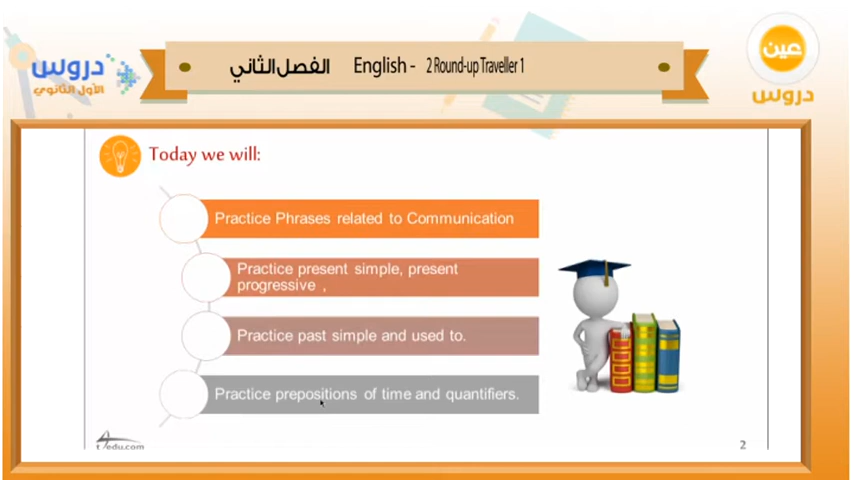 دروس
الأول الثانوي
English - 2 Round-up Traveller 1 الفصل الثاني
عين
دروس
Today we will:
Practice Phrases related to Communication
Practice present simple, present
progressive ,
Practice past simple and used to.
Practice prepositions of time and quantifiers.
t4edu.com
2